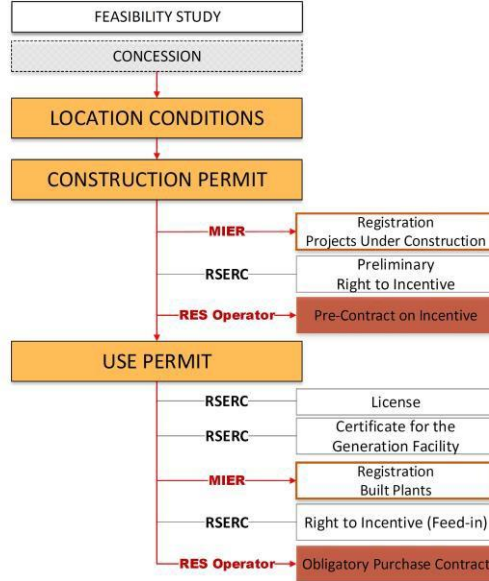 FEASIBILITY STUDY
CONCESSION
LOCATION CONDITIONS
CONSTRUCTION PERMIT
MIER
Registration
Projects Under Construction
RSERC
Preliminary
Right to Incentive
RES Operator
Pre-Contract on Incentive
USE PERMIT
RSERC
License
RSERC
Certificate for the
Generation Facility
MIER
Registration
Built Plants
RSERC
Right to Incentive (Feed-in)
RES Operator
Obligatory Purchase Contract